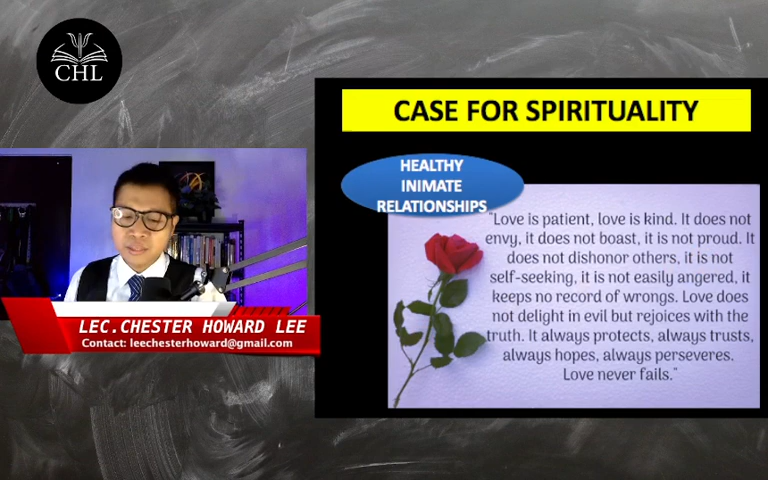 CHL
CASE FOR SPIRITUALITY
HEALTHY
INIMATE
RELATIONSHIPS
"Love is patient, love is kind. It does not
envy, it does not boast, it is not proud. It
does not dishonor others, it is not
self-seeking, it is not easily angered, it
keeps no record of wrongs. Love does
not delight in evil but rejoices with the
truth. It always protects, always trusts,
always hopes, always perseveres.
Love never fails."
LEC.CHESTER HOWARD LEE
Contact: leechesterhoward@gmail.com